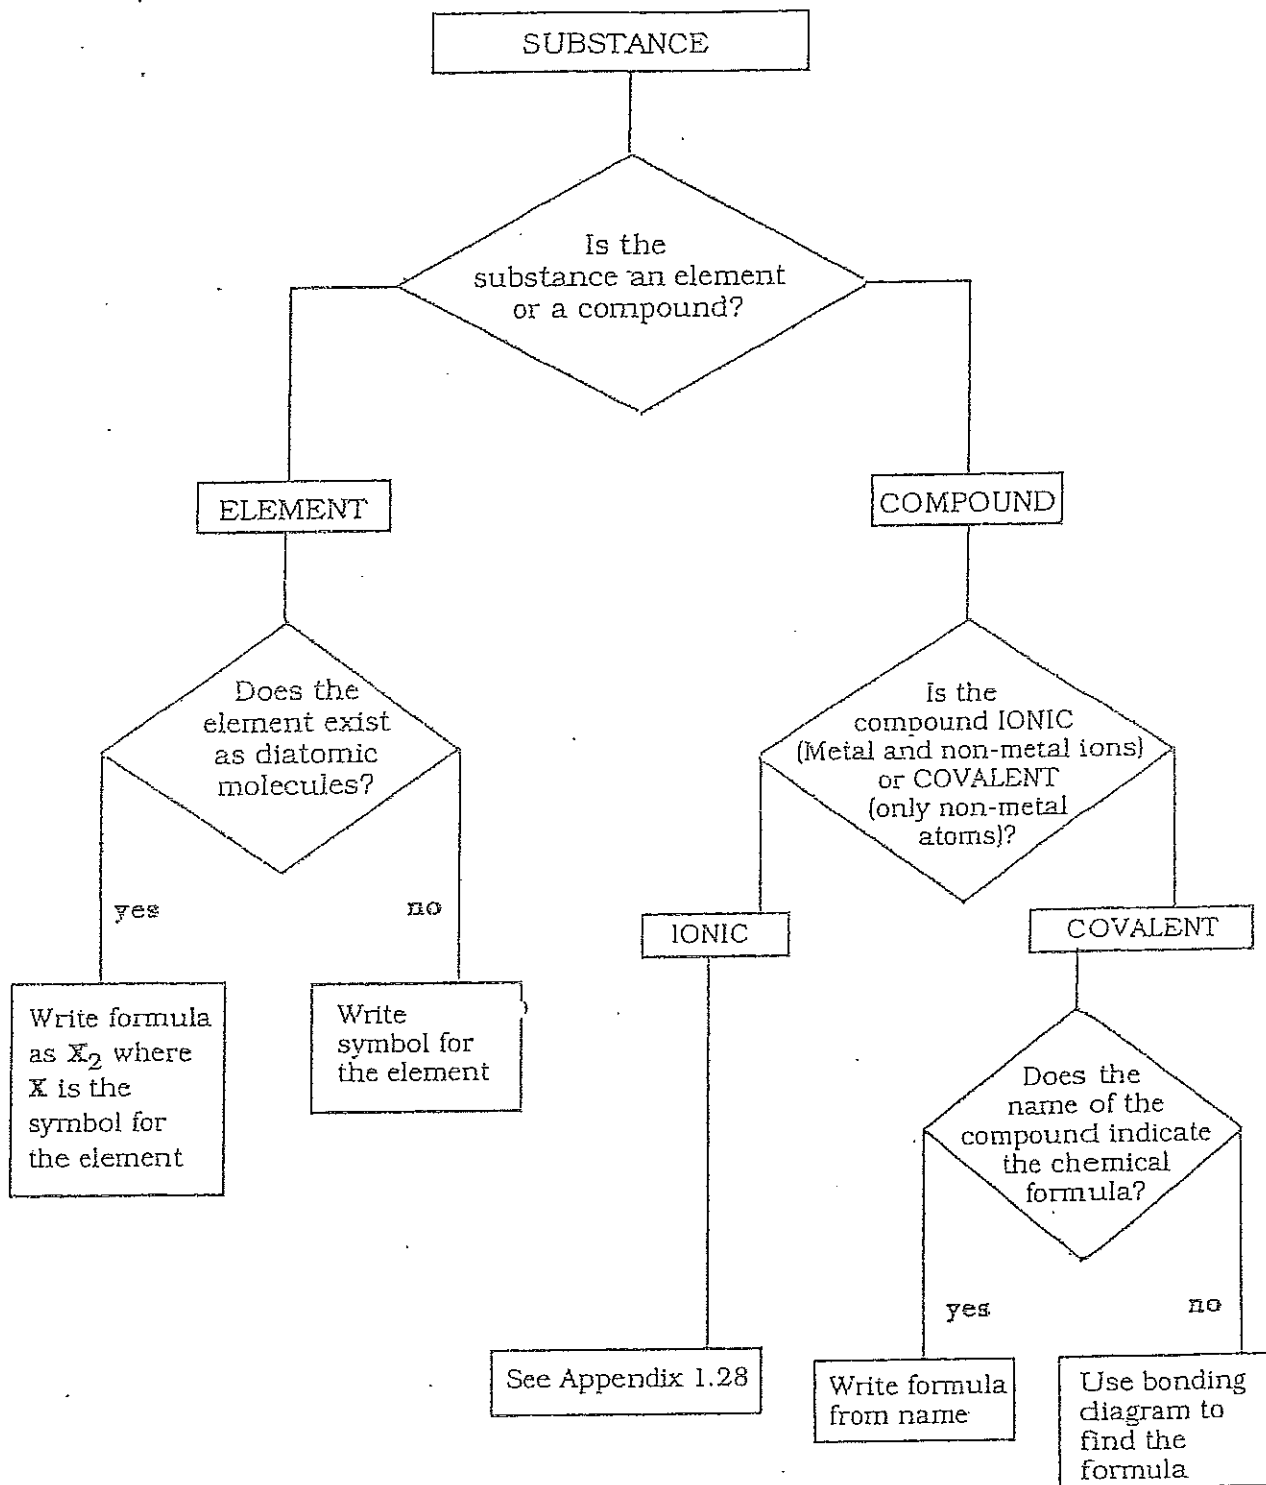 SUBSTANCE
Is the
substance an element
or a compound?
ELEMENT
COMPOUND
Does the
element exist
as diatomic
molecules?
Is the
compound IONIC
(Metal and non-metal ions)
or COVALENT
(only non-metal
atoms)?
yes
no
IONIC
COVALENT
Write formula
as X₂ where
X is the
symbol for
the element
Write
symbol for
the element
Does the
name of the
compound indicate
the chemical
formula?
yes
no
See Appendix 1.28
Write formula
from name
Use bonding
diagram to
find the
formula